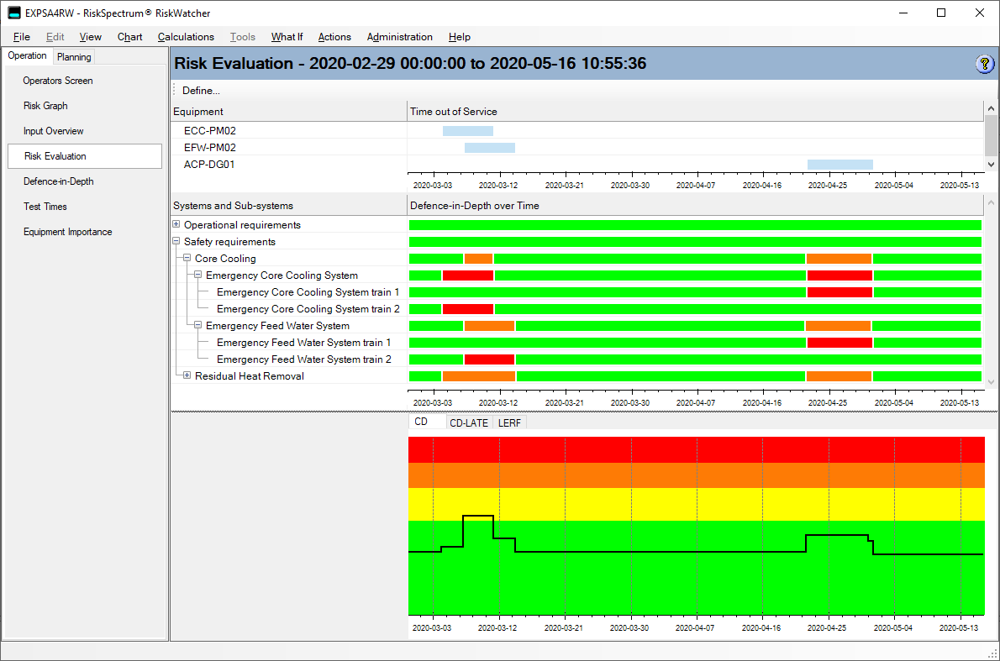 EXPSA4RW - RiskSpectrum® RiskWatcher
File Edit View Chart Calculations Tools What If Actions Administration Help
Operation Planning
Operators Screen
Risk Graph
Input Overview
Risk Evaluation
Defence-in-Depth
Test Times
Equipment Importance
Risk Evaluation - 2020-02-29 00:00:00 to 2020-05-16 10:55:36
?
Define...
Equipment Time out of Service
ECC-PM02
EFW-PM02
ACP-DG01
2020-03-03 2020-03-12 2020-03-21 2020-03-30 2020-04-07 2020-04-16 2020-04-25 2020-05-04 2020-05-13
Systems and Sub-systems Defence-in-Depth over Time
Operational requirements
Safety requirements
Core Cooling
Emergency Core Cooling System
Emergency Core Cooling System train 1
Emergency Core Cooling System train 2
Emergency Feed Water System
Emergency Feed Water System train 1
Emergency Feed Water System train 2
Residual Heat Removal
2020-03-03 2020-03-12 2020-03-21 2020-03-30 2020-04-07 2020-04-16 2020-04-25 2020-05-04 2020-05-13
CD CD-LATE LERF
2020-03-03 2020-03-12 2020-03-21 2020-03-30 2020-04-07 2020-04-16 2020-04-25 2020-05-04 2020-05-13